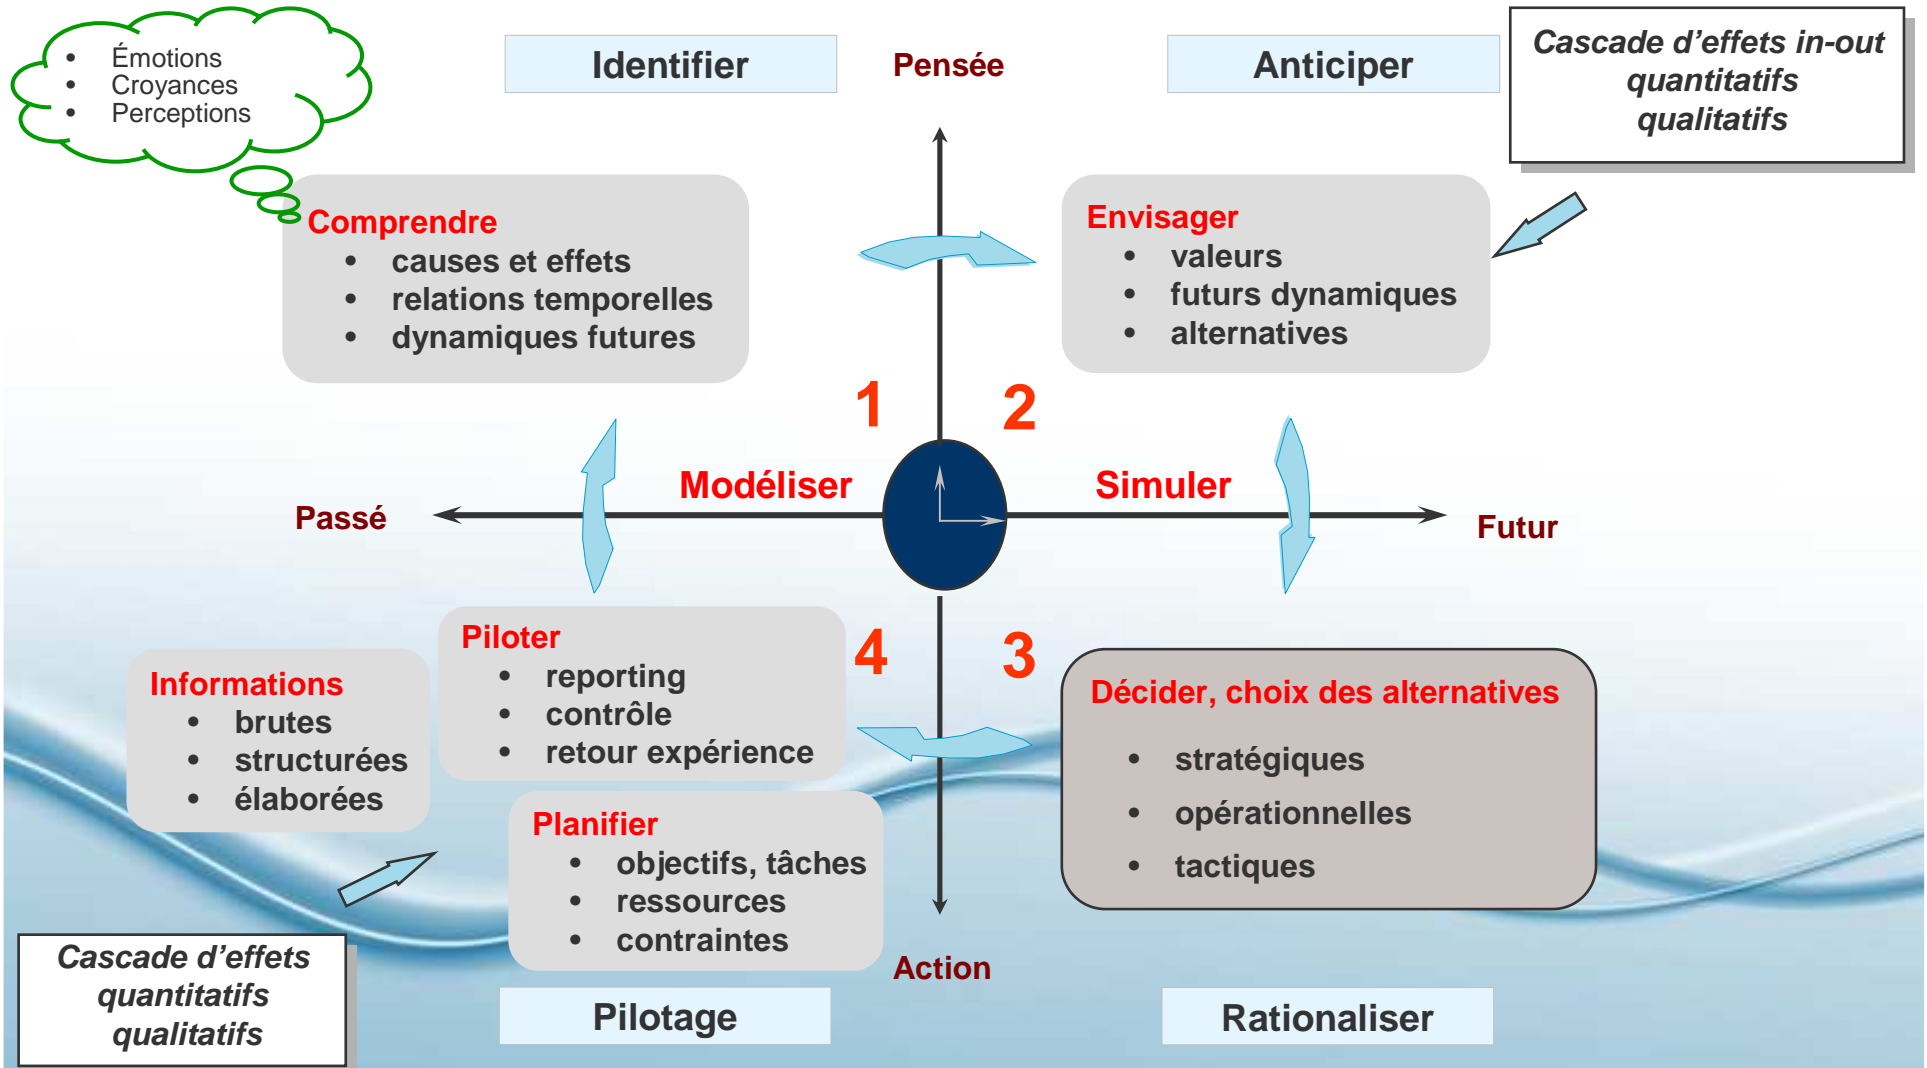 • Émotions
• Croyances
• Perceptions
Identifier
Pensée
Anticiper
Cascade d’effets in-out
quantitatifs
qualitatifs
Comprendre
• causes et effets
• relations temporelles
• dynamiques futures
Envisager
• valeurs
• futurs dynamiques
• alternatives
1
2
Modéliser
Simuler
Passé
Futur
Piloter
• reporting
• contrôle
• retour expérience
4
3
Informations
• brutes
• structurées
• élaborées
Décider, choix des alternatives
• stratégiques
• opérationnelles
• tactiques
Planifier
• objectifs, tâches
• ressources
• contraintes
Action
Cascade d’effets
quantitatifs
qualitatifs
Pilotage
Rationaliser